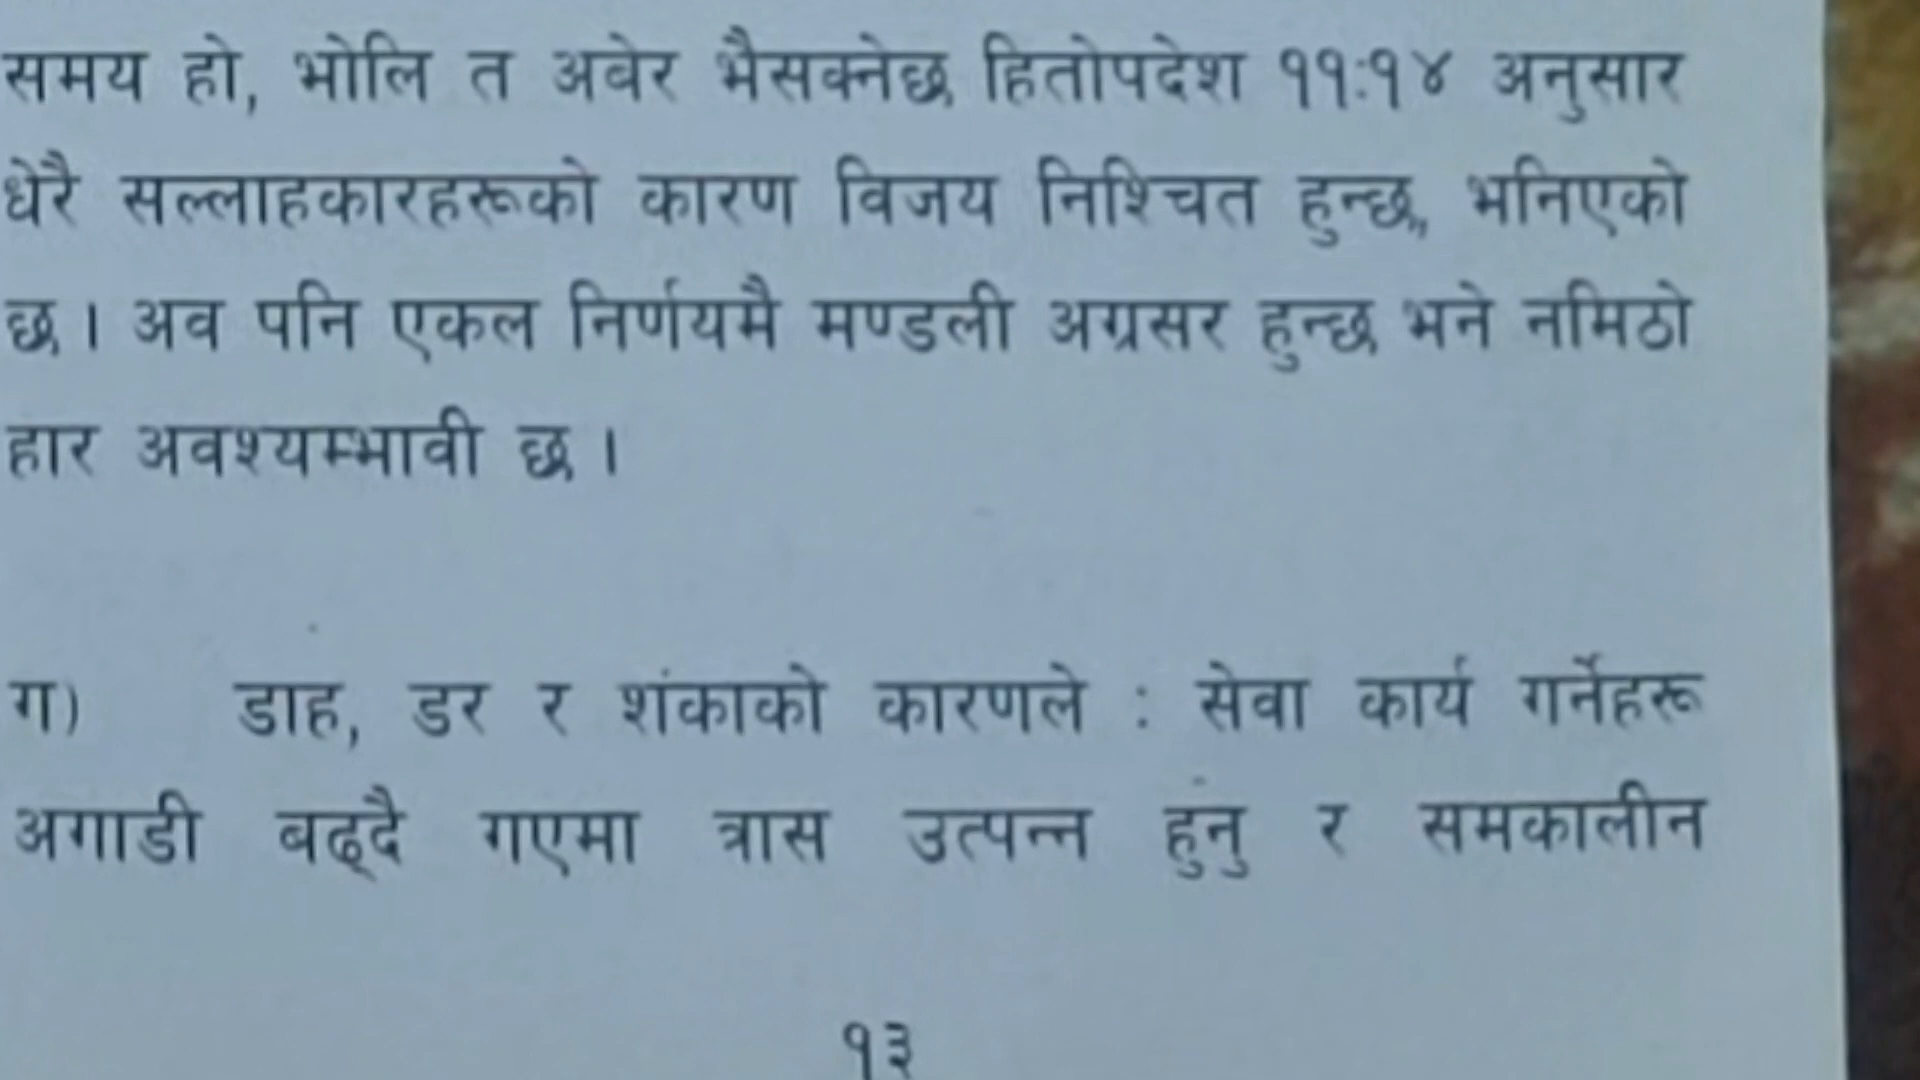 समय हो, भोलि त अवेर भैसक्नेछ हितोपदेश ११:१४ अनुसार
धेरै सल्लाहकारहरूको कारण विजय निश्चित हुन्छ,, भनिएको
छ । अव पनि एकल निर्णयमै मण्डली अग्रसर हुन्छ भने नमिठो
हार अवश्यम्भावी छ ।
ग) डाह, डर र शंकाको कारणले : सेवा कार्य गर्नेहरू
अगाडी बढ्दै गएमा त्रास उत्पन्न हुनु र समकालीन
१३